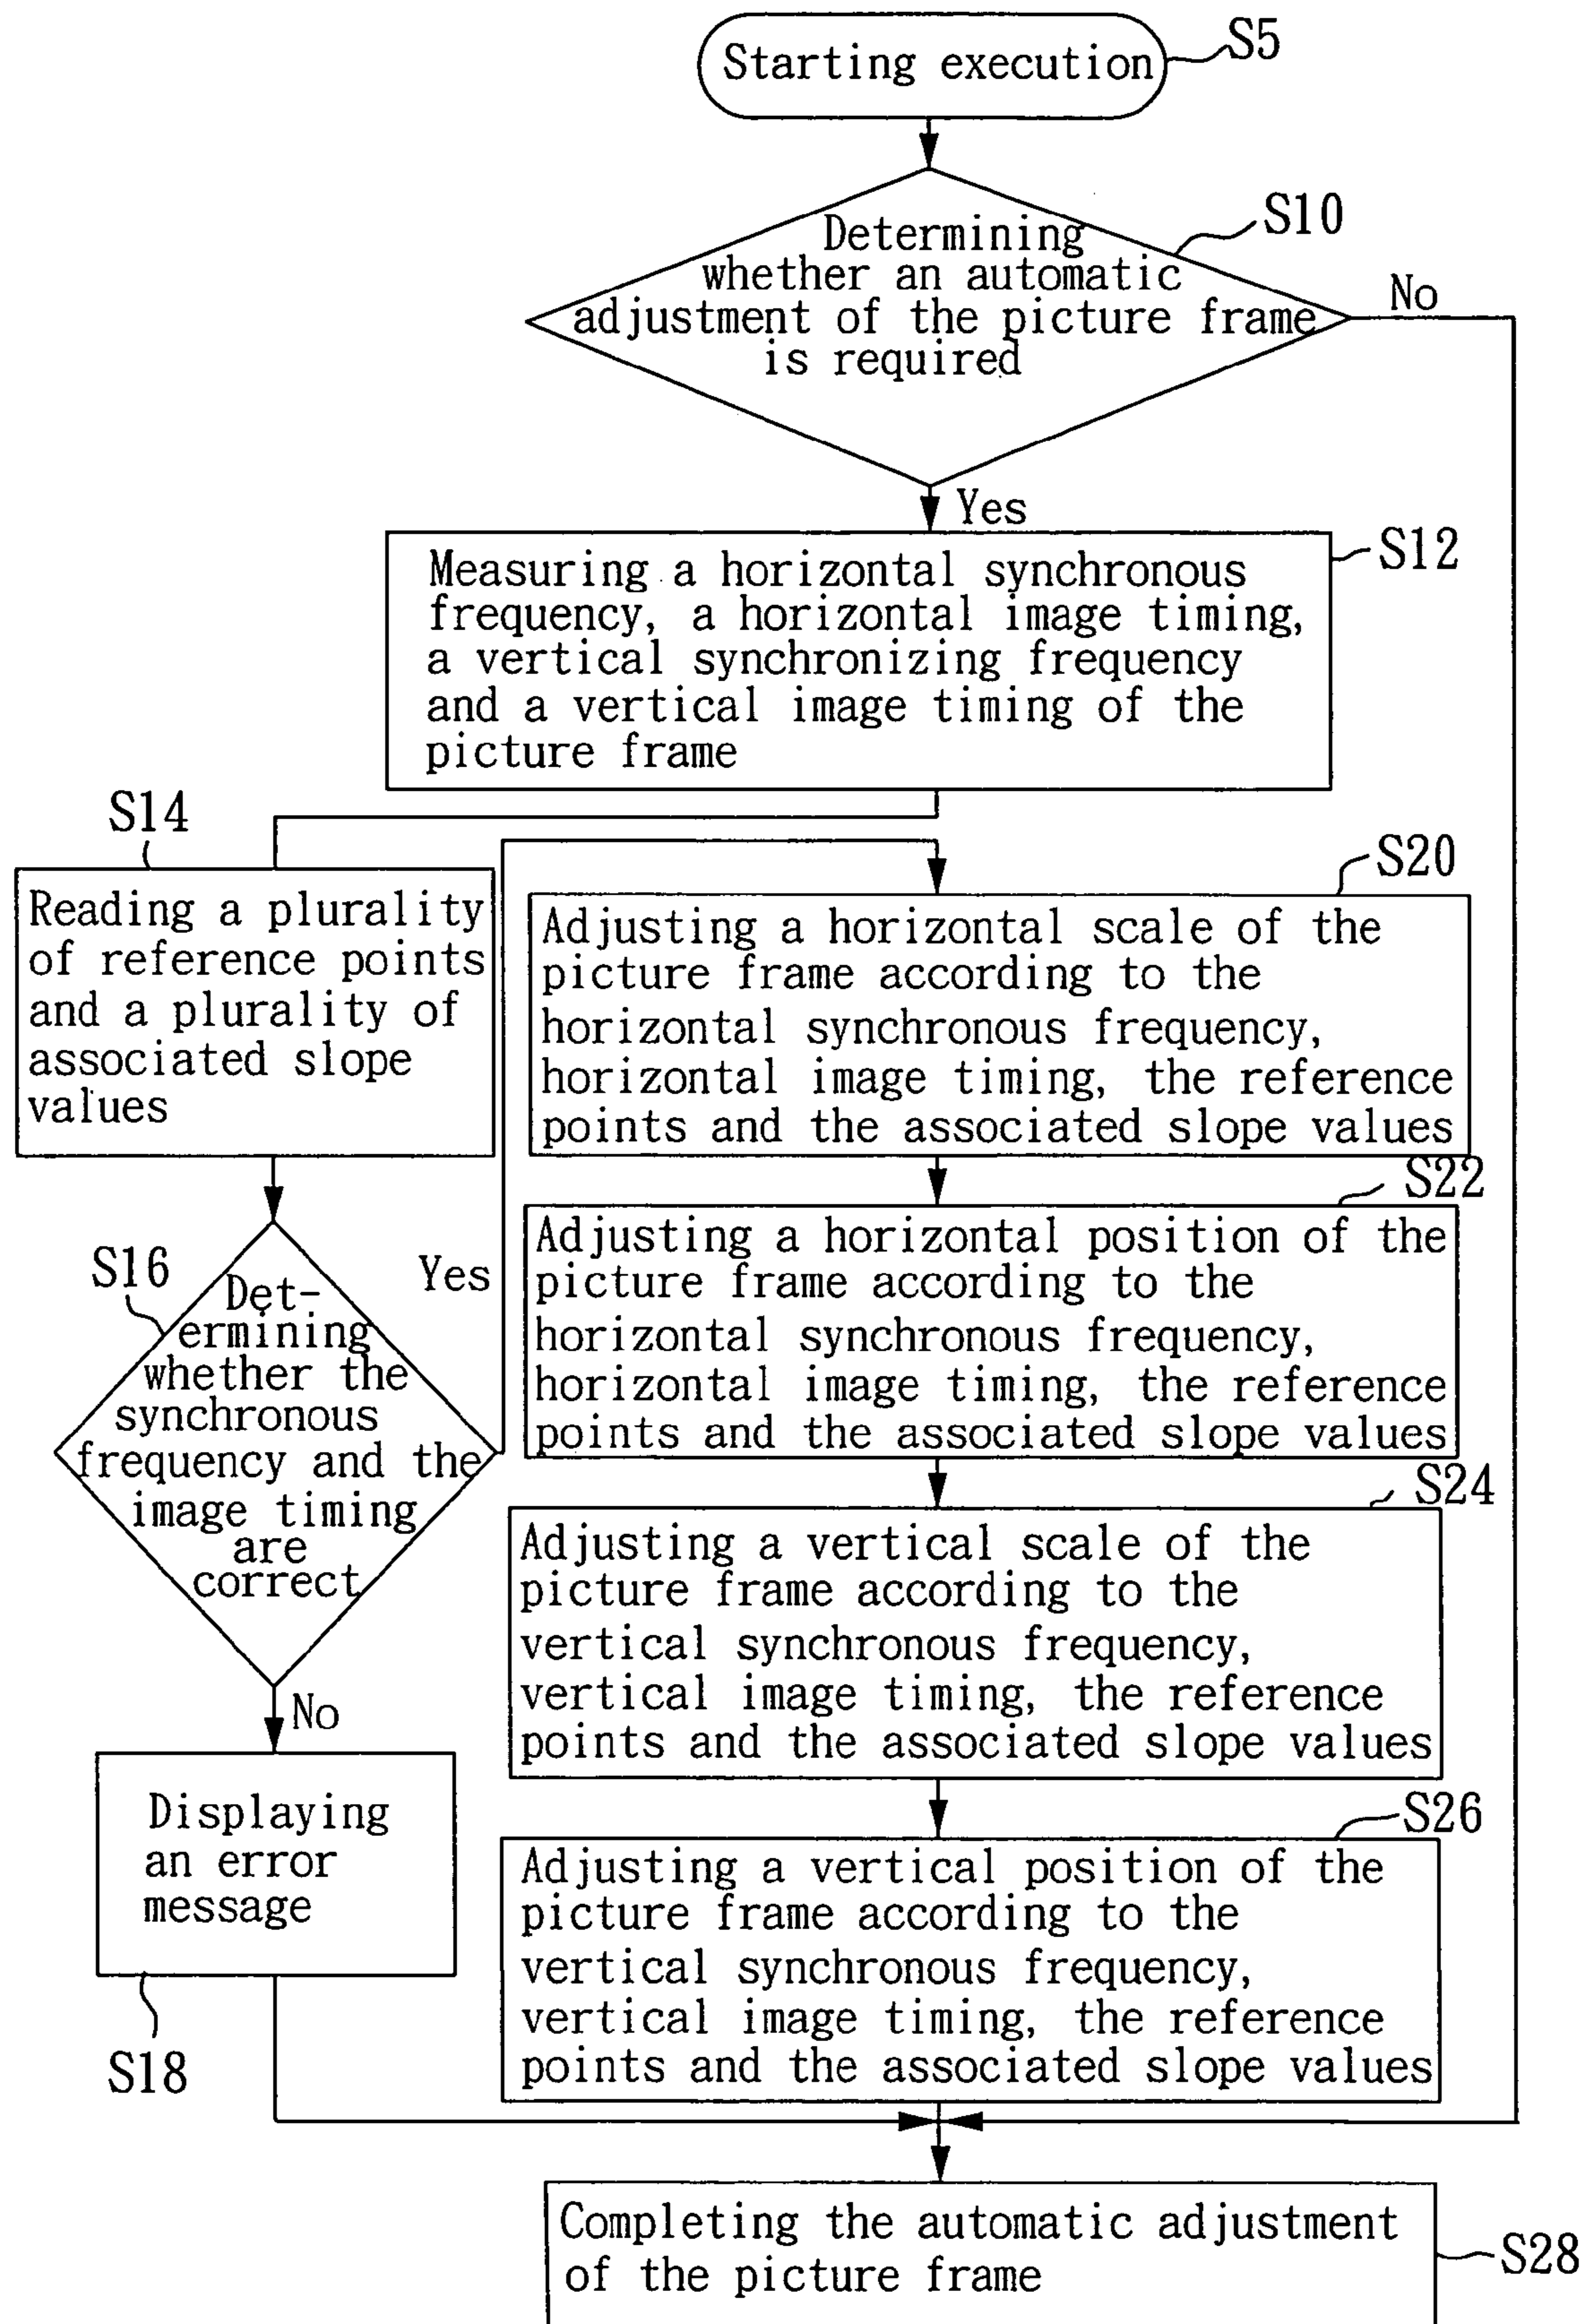 Starting execution
S5
Determining
whether an automatic
adjustment of the picture frame
is required
S10
No
Yes
Measuring a horizontal synchronous
frequency, a horizontal image timing,
a vertical synchronizing frequency
and a vertical image timing of the
picture frame
S12
S14
Reading a plurality
of reference points
and a plurality of
associated slope
values
S16
Det-
ermining
whether the
synchronous
frequency and the
image timing
are
correct
Yes
No
Displaying
an error
message
S18
S20
Adjusting a horizontal scale of the
picture frame according to the
horizontal synchronous frequency,
horizontal image timing, the reference
points and the associated slope values
S22
Adjusting a horizontal position of the
picture frame according to the
horizontal synchronous frequency,
horizontal image timing, the reference
points and the associated slope values
S24
Adjusting a vertical scale of the
picture frame according to the
vertical synchronous frequency,
vertical image timing, the reference
points and the associated slope values
S26
Adjusting a vertical position of the
picture frame according to the
vertical synchronous frequency,
vertical image timing, the reference
points and the associated slope values
Completing the automatic adjustment
of the picture frame
S28